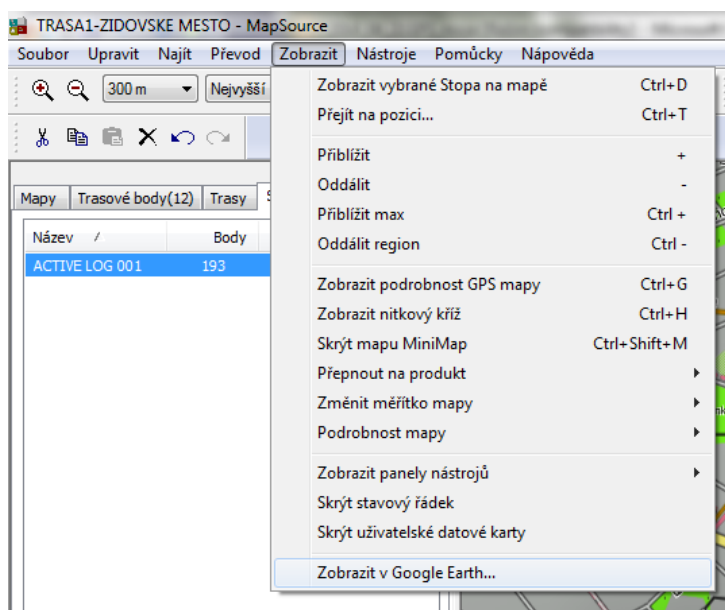 TRASA1-ZIDOVSKE MESTO - MapSource
Soubor Upravit Najít Převod Zobrazit Nástroje Pomůcky Nápověda
300 m Nejvyšší
Mapy Trasové body(12) Trasy
Název / Body
ACTIVE LOG 001 193
Zobrazit vybrané Stopa na mapě Ctrl+D
Přejít na pozici... Ctrl+T
Přiblížit +
Oddálit -
Přiblížit max Ctrl +
Oddálit region Ctrl -
Zobrazit podrobnost GPS mapy Ctrl+G
Zobrazit nitkový kříž Ctrl+H
Skrýt mapu MiniMap Ctrl+Shift+M
Přepnout na produkt
Změnit měřítko mapy
Podrobnost mapy
Zobrazit panely nástrojů
Skrýt stavový řádek
Skrýt uživatelské datové karty
Zobrazit v Google Earth...